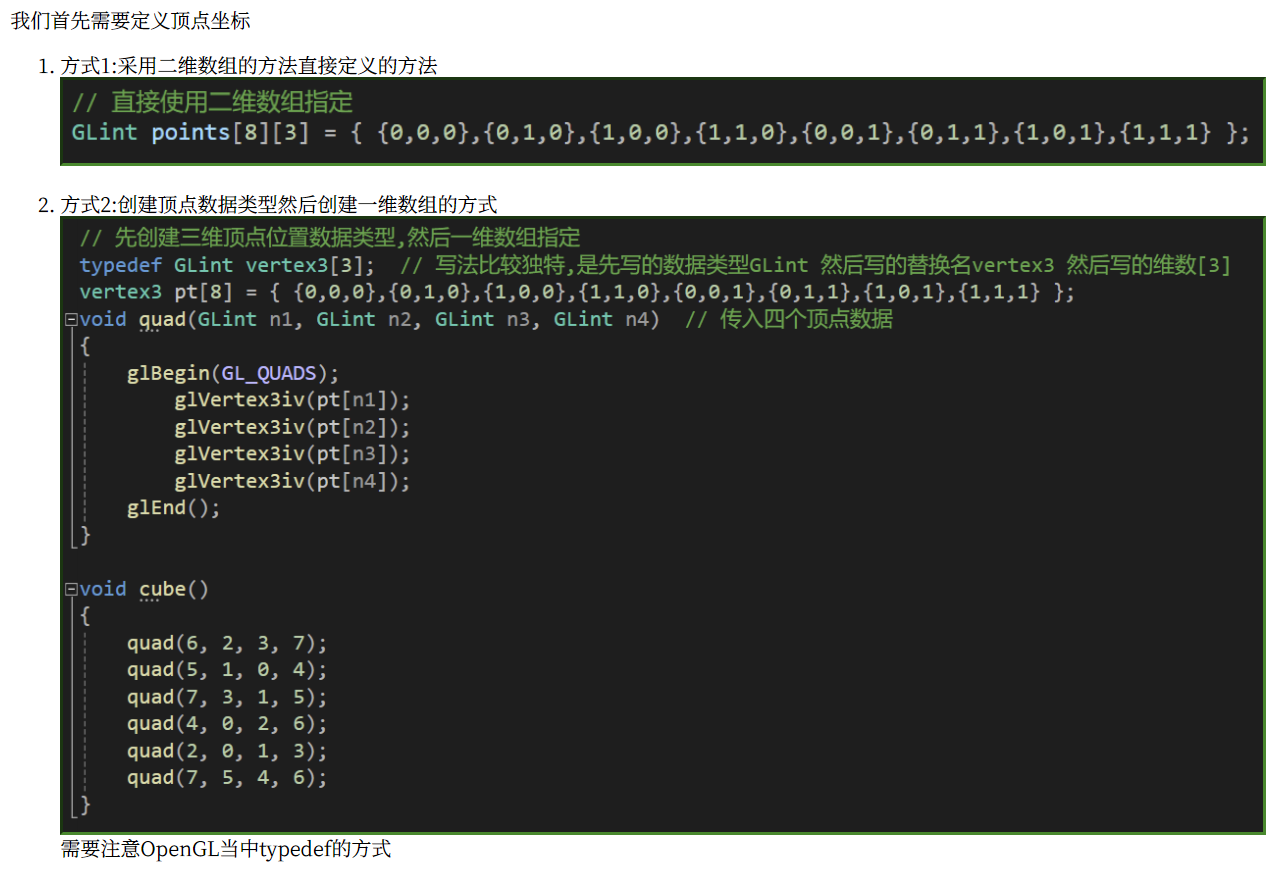 我们首先需要定义顶点坐标
1. 方式1:采用二维数组的方法直接定义的方法
// 直接使用二维数组指定
GLint points[8][3] = { {0,0,0},{0,1,0},{1,0,0},{1,1,0},{0,0,1},{0,1,1},{1,0,1},{1,1,1} };
2. 方式2:创建顶点数据类型然后创建一维数组的方式
// 先创建三维顶点位置数据类型,然后一维数组指定
typedef GLint vertex3[3];  // 写法比较独特,是先写的数据类型GLint 然后写的替换名vertex3 然后写的维数[3]
vertex3 pt[8] = { {0,0,0},{0,1,0},{1,0,0},{1,1,0},{0,0,1},{0,1,1},{1,0,1},{1,1,1} };
void quad(GLint n1, GLint n2, GLint n3, GLint n4)  // 传入四个顶点数据
{
    glBegin(GL_QUADS);
        glVertex3iv(pt[n1]);
        glVertex3iv(pt[n2]);
        glVertex3iv(pt[n3]);
        glVertex3iv(pt[n4]);
    glEnd();
}
void cube()
{
    quad(6, 2, 3, 7);
    quad(5, 1, 0, 4);
    quad(7, 3, 1, 5);
    quad(4, 0, 2, 6);
    quad(2, 0, 1, 3);
    quad(7, 5, 4, 6);
}
需要注意OpenGL当中typedef的方式